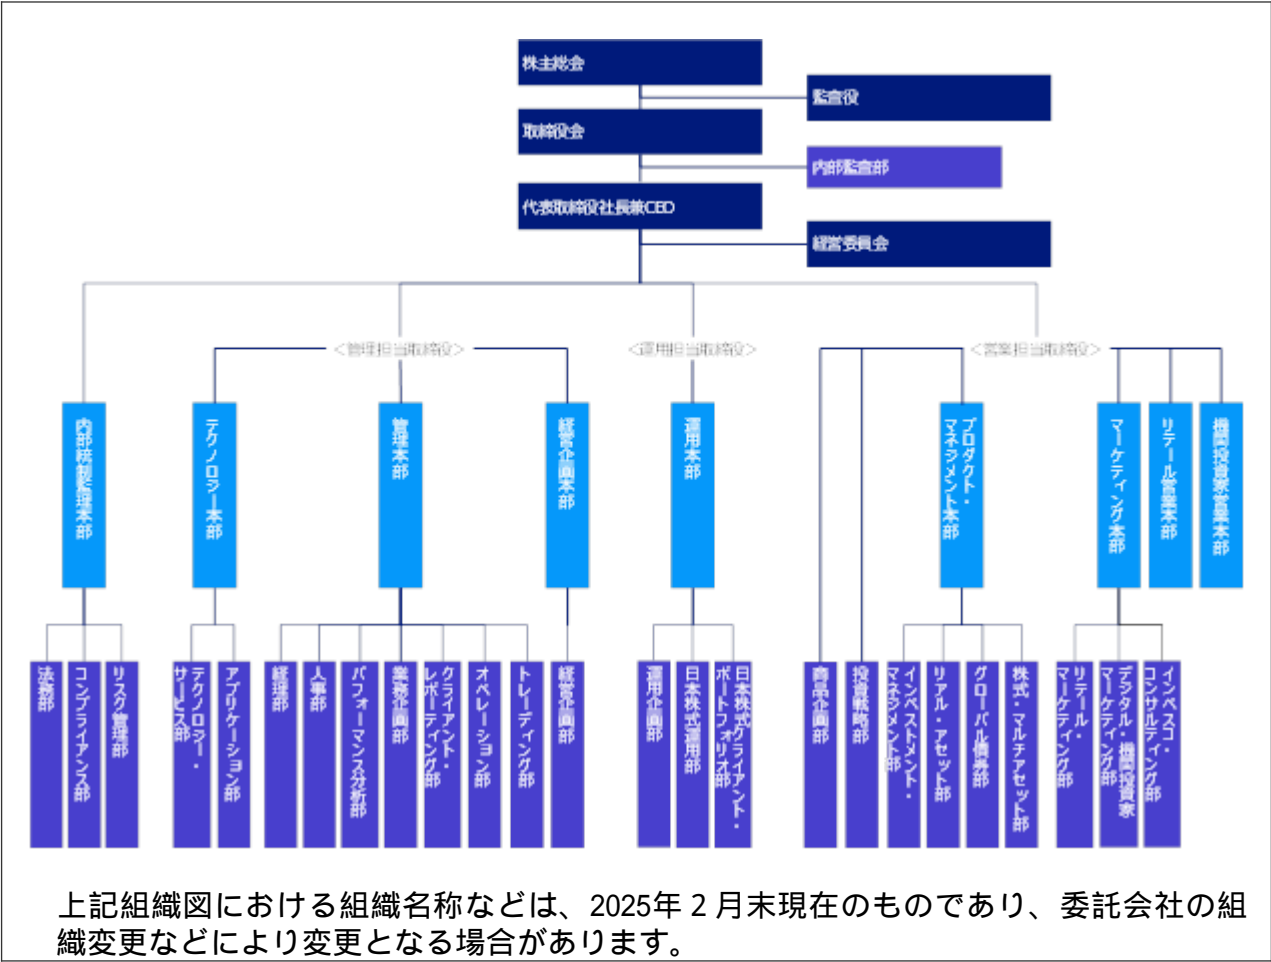 株主総会
監査役
取締役会
内部監査部
代表取締役社長兼CEO
経営委員会
＜管理担当取締役＞
＜運用担当取締役＞
＜営業担当取締役＞
内部統制監理本部
テクノロジー本部
管理本部
経営企画本部
運用本部
プロダクト・
マネジメント本部
マーケティング本部
リテール営業本部
機関投資家営業本部
法務部
コンプライアンス部
リスク管理部
テクノロジー・
サービス部
アプリケーション部
経理部
人事部
パフォーマンス分析部
業務企画部
クライアント・
レポーティング部
オペレーション部
トレーディング部
経営企画部
運用企画部
日本株式運用部
日本株式クライアント・
ポートフォリオ部
商品企画部
投資戦略部
インベストメント・
マネジメント部
リアル・アセット部
グローバル債券部
株式・マルチアセット部
リテール・
マーケティング部
デジタル・機関投資家
マーケティング部
インベスコ・
コンサルティング部
上記組織図における組織名称などは、2025年２月末現在のものであり、委託会社の組
織変更などにより変更となる場合があります。